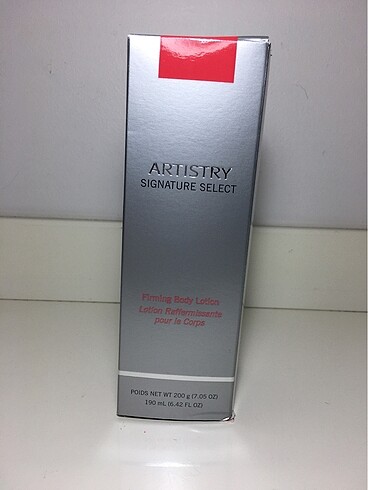 ARTISTRY
SIGNATURE SELECT
Firming Body Lotion
Lotion Raffermissante
pour le Corps
POIDS NET WT 200 g (7.05 OZ)
190 mL (6.42 FL OZ)